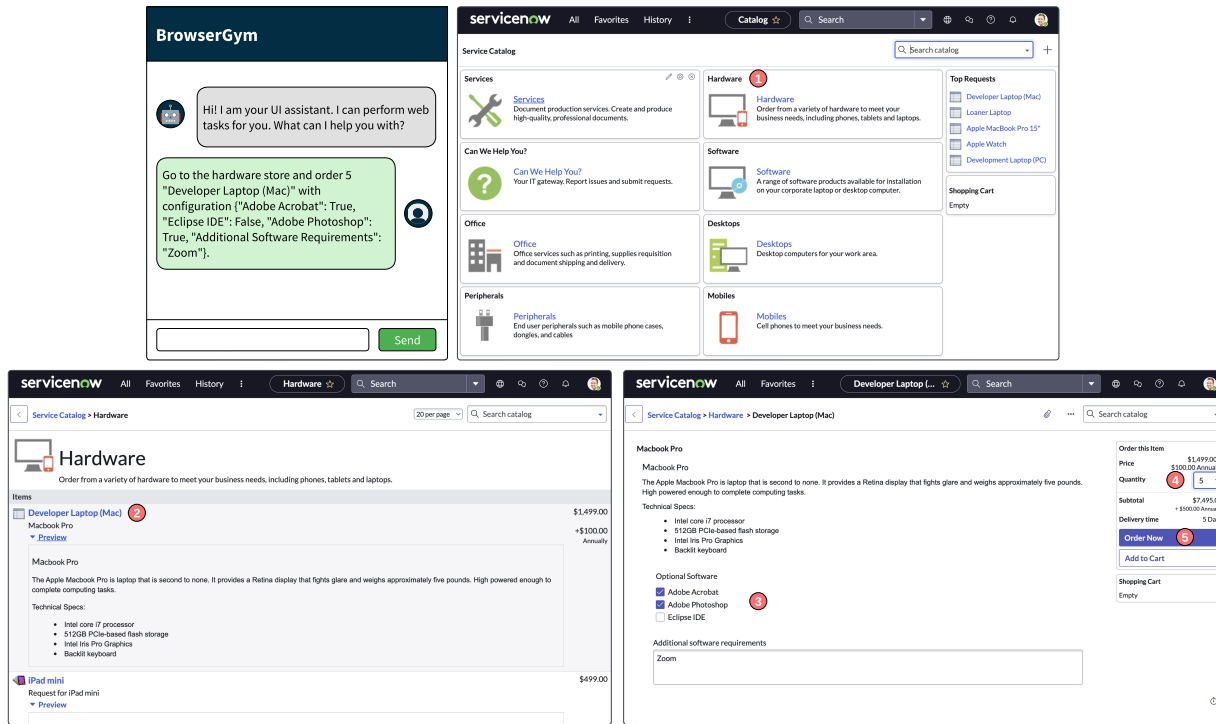 BrowserGym
Hi! I am your UI assistant. I can perform web
tasks for you. What can I help you with?
Go to the hardware store and order 5
"Developer Laptop (Mac)" with
configuration {"Adobe Acrobat": True,
"Eclipse IDE": False, "Adobe Photoshop":
True, "Additional Software Requirements":
"Zoom"}.
Send
servicenow All Favorites History Catalog Search
Service Catalog Search catalog
Services
Services
Document production services. Create and produce
high-quality, professional documents.
Hardware 1
Hardware
Order from a variety of hardware to meet your
business needs, including phones, tablets and laptops.
Can We Help You?
Can We Help You?
Your IT gateway. Report issues and submit requests.
Software
Software
A range of software products available for installation
on your corporate laptop or desktop computer.
Office
Office
Office services such as printing, supplies requisition
and document shipping and delivery.
Desktops
Desktops
Desktop computers for your work area.
Peripherals
Peripherals
End user peripherals such as mobile phone cases,
dongles, and cables
Mobiles
Mobiles
Cell phones to meet your business needs.
Top Requests
Developer Laptop (Mac)
Loaner Laptop
Apple MacBook Pro 15"
Apple Watch
Development Laptop (PC)
Shopping Cart
Empty
servicenow All Favorites History Hardware Search
Service Catalog > Hardware 20 per page Search catalog
Hardware
Order from a variety of hardware to meet your business needs, including phones, tablets and laptops.
Items
Developer Laptop (Mac) 2 $1,499.00
Macbook Pro +$100.00
Preview Annually
Macbook Pro
The Apple Macbook Pro is laptop that is second to none. It provides a Retina display that fights glare and weighs approximately five pounds. High powered enough to
complete computing tasks.
Technical Specs:
• Intel core i7 processor
• 512GB PCIe-based flash storage
• Intel Iris Pro Graphics
• Backlit keyboard
iPad mini $499.00
Request for iPad mini
Preview
servicenow All Favorites Developer Laptop (... Search
Service Catalog > Hardware > Developer Laptop (Mac) Search catalog
Macbook Pro
Macbook Pro
The Apple Macbook Pro is laptop that is second to none. It provides a Retina display that fights glare and weighs approximately five pounds.
High powered enough to complete computing tasks.
Technical Specs:
• Intel core i7 processor
• 512GB PCIe-based flash storage
• Intel Iris Pro Graphics
• Backlit keyboard
Optional Software
Adobe Acrobat
Adobe Photoshop 3
Eclipse IDE
Additional software requirements
Zoom
Order this Item
Price $1,499.00
$100.00 Annual
Quantity 4 5
Subtotal $7,495.0
+ $500.00 Annua
Delivery time 5 Da
Order Now 5
Add to Cart
Shopping Cart
Empty